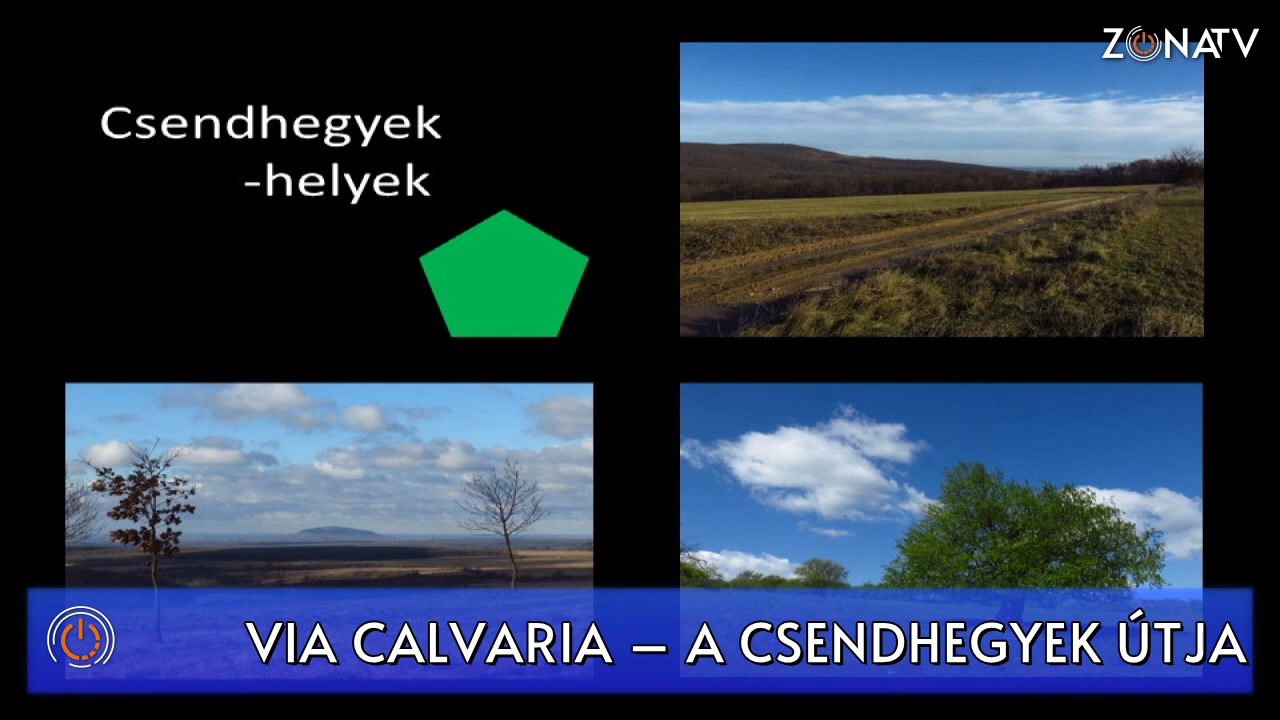 ZONATV
Csendhegyek
-helyek
VIA CALVARIA – A CSENDHEGYEK ÚTJA